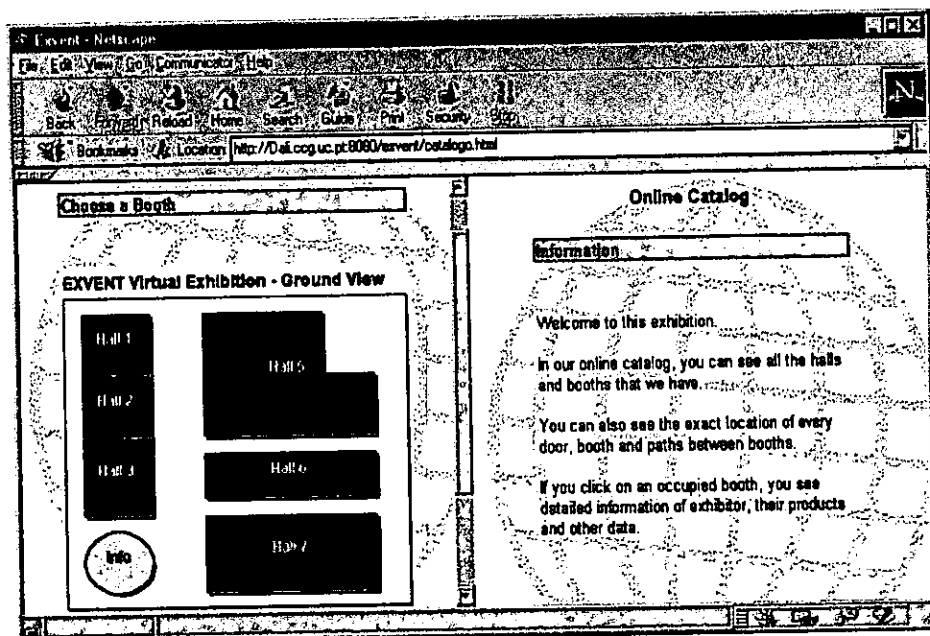 Exvent - Netscape
File Edit View Go Communicator Help
Back Forward Reload Home Search Guide Print Security Stop
Bookmarks Location http://Dali.ccg.uc.pt:8080/exvent/catalogo.html
Choose a Booth
EXVENT Virtual Exhibition - Ground View
Hall 1
Hall 2
Hall 3
Hall 5
Hall 6
Hall 7
Info
Online Catalog
Information
Welcome to this exhibition.
In our online catalog, you can see all the halls
and booths that we have.
You can also see the exact location of every
door, booth and paths between booths.
If you click on an occupied booth, you see
detailed information of exhibitor, their products
and other data.